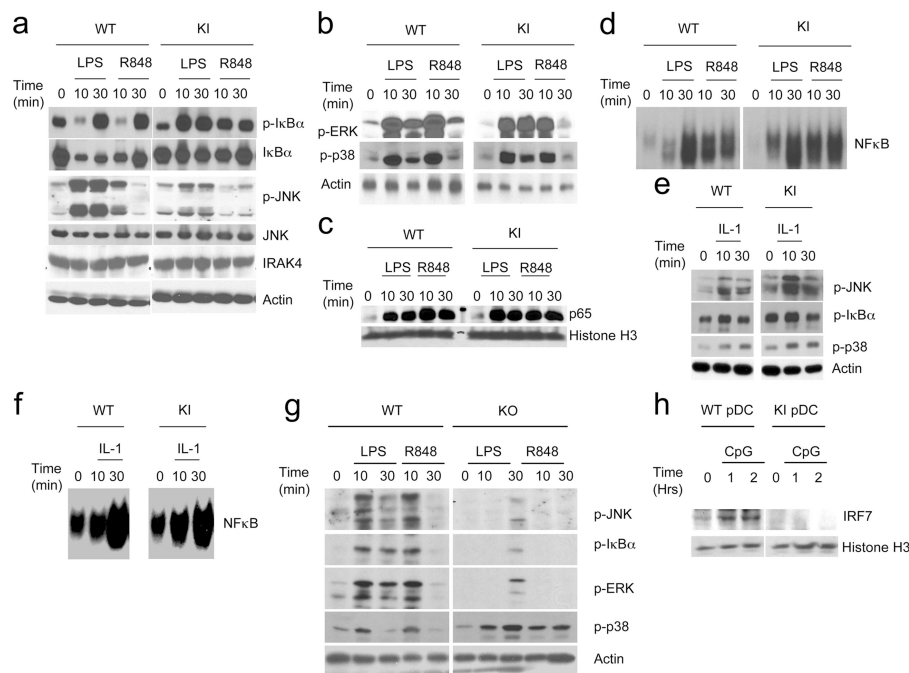 a
WT KI
LPS R848 LPS R848
Time (min) 0 10 30 10 30 0 10 30 10 30
p-IκBα
IκBα
p-JNK
JNK
IRAK4
Actin
b
WT KI
LPS R848 LPS R848
Time (min) 0 10 30 10 30 0 10 30 10 30
p-ERK
p-p38
Actin
c
WT KI
LPS R848 LPS R848
Time (min) 0 10 30 10 30 0 10 30 10 30
p65
Histone H3
d
WT KI
LPS R848 LPS R848
Time (min) 0 10 30 10 30 0 10 30 10 30
NFκB
e
WT KI
IL-1 IL-1
Time (min) 0 10 30 0 10 30
p-JNK
p-IκBα
p-p38
Actin
f
WT KI
IL-1 IL-1
Time (min) 0 10 30 0 10 30
NFκB
g
WT KO
LPS R848 LPS R848
Time (min) 0 10 30 10 30 0 10 30 10 30
p-JNK
p-IκBα
p-ERK
p-p38
Actin
h
WT pDC KI pDC
CpG CpG
Time (Hrs) 0 1 2 0 1 2
IRF7
Histone H3